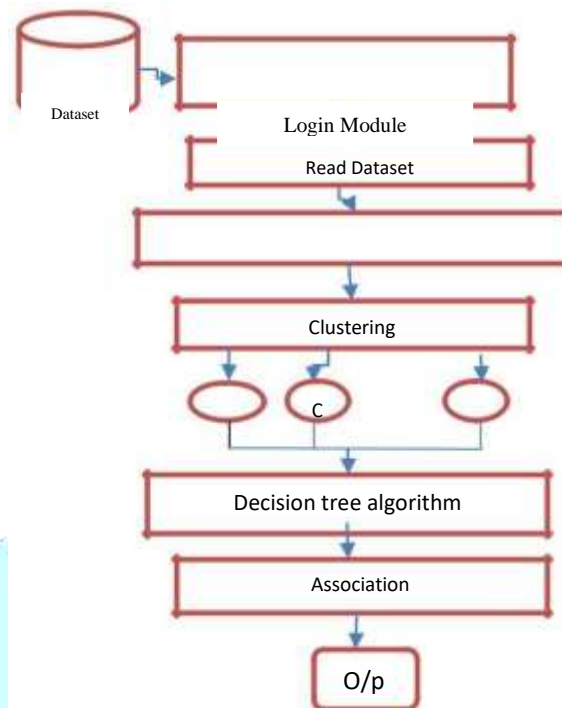 Dataset
Login Module
Read Dataset
Clustering
C
Decision tree algorithm
Association
O/p